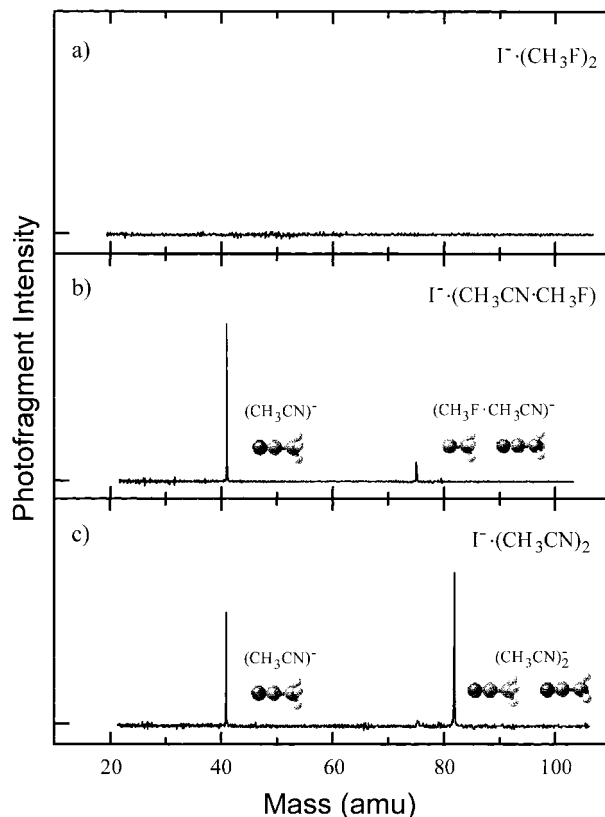 a)
I⁻·(CH₃F)₂
b)
I⁻·(CH₃CN·CH₃F)
(CH₃CN)⁻
(CH₃F·CH₃CN)⁻
c)
I⁻·(CH₃CN)₂
(CH₃CN)⁻
(CH₃CN)₂⁻
Photofragment Intensity
20 40 60 80 100
Mass (amu)